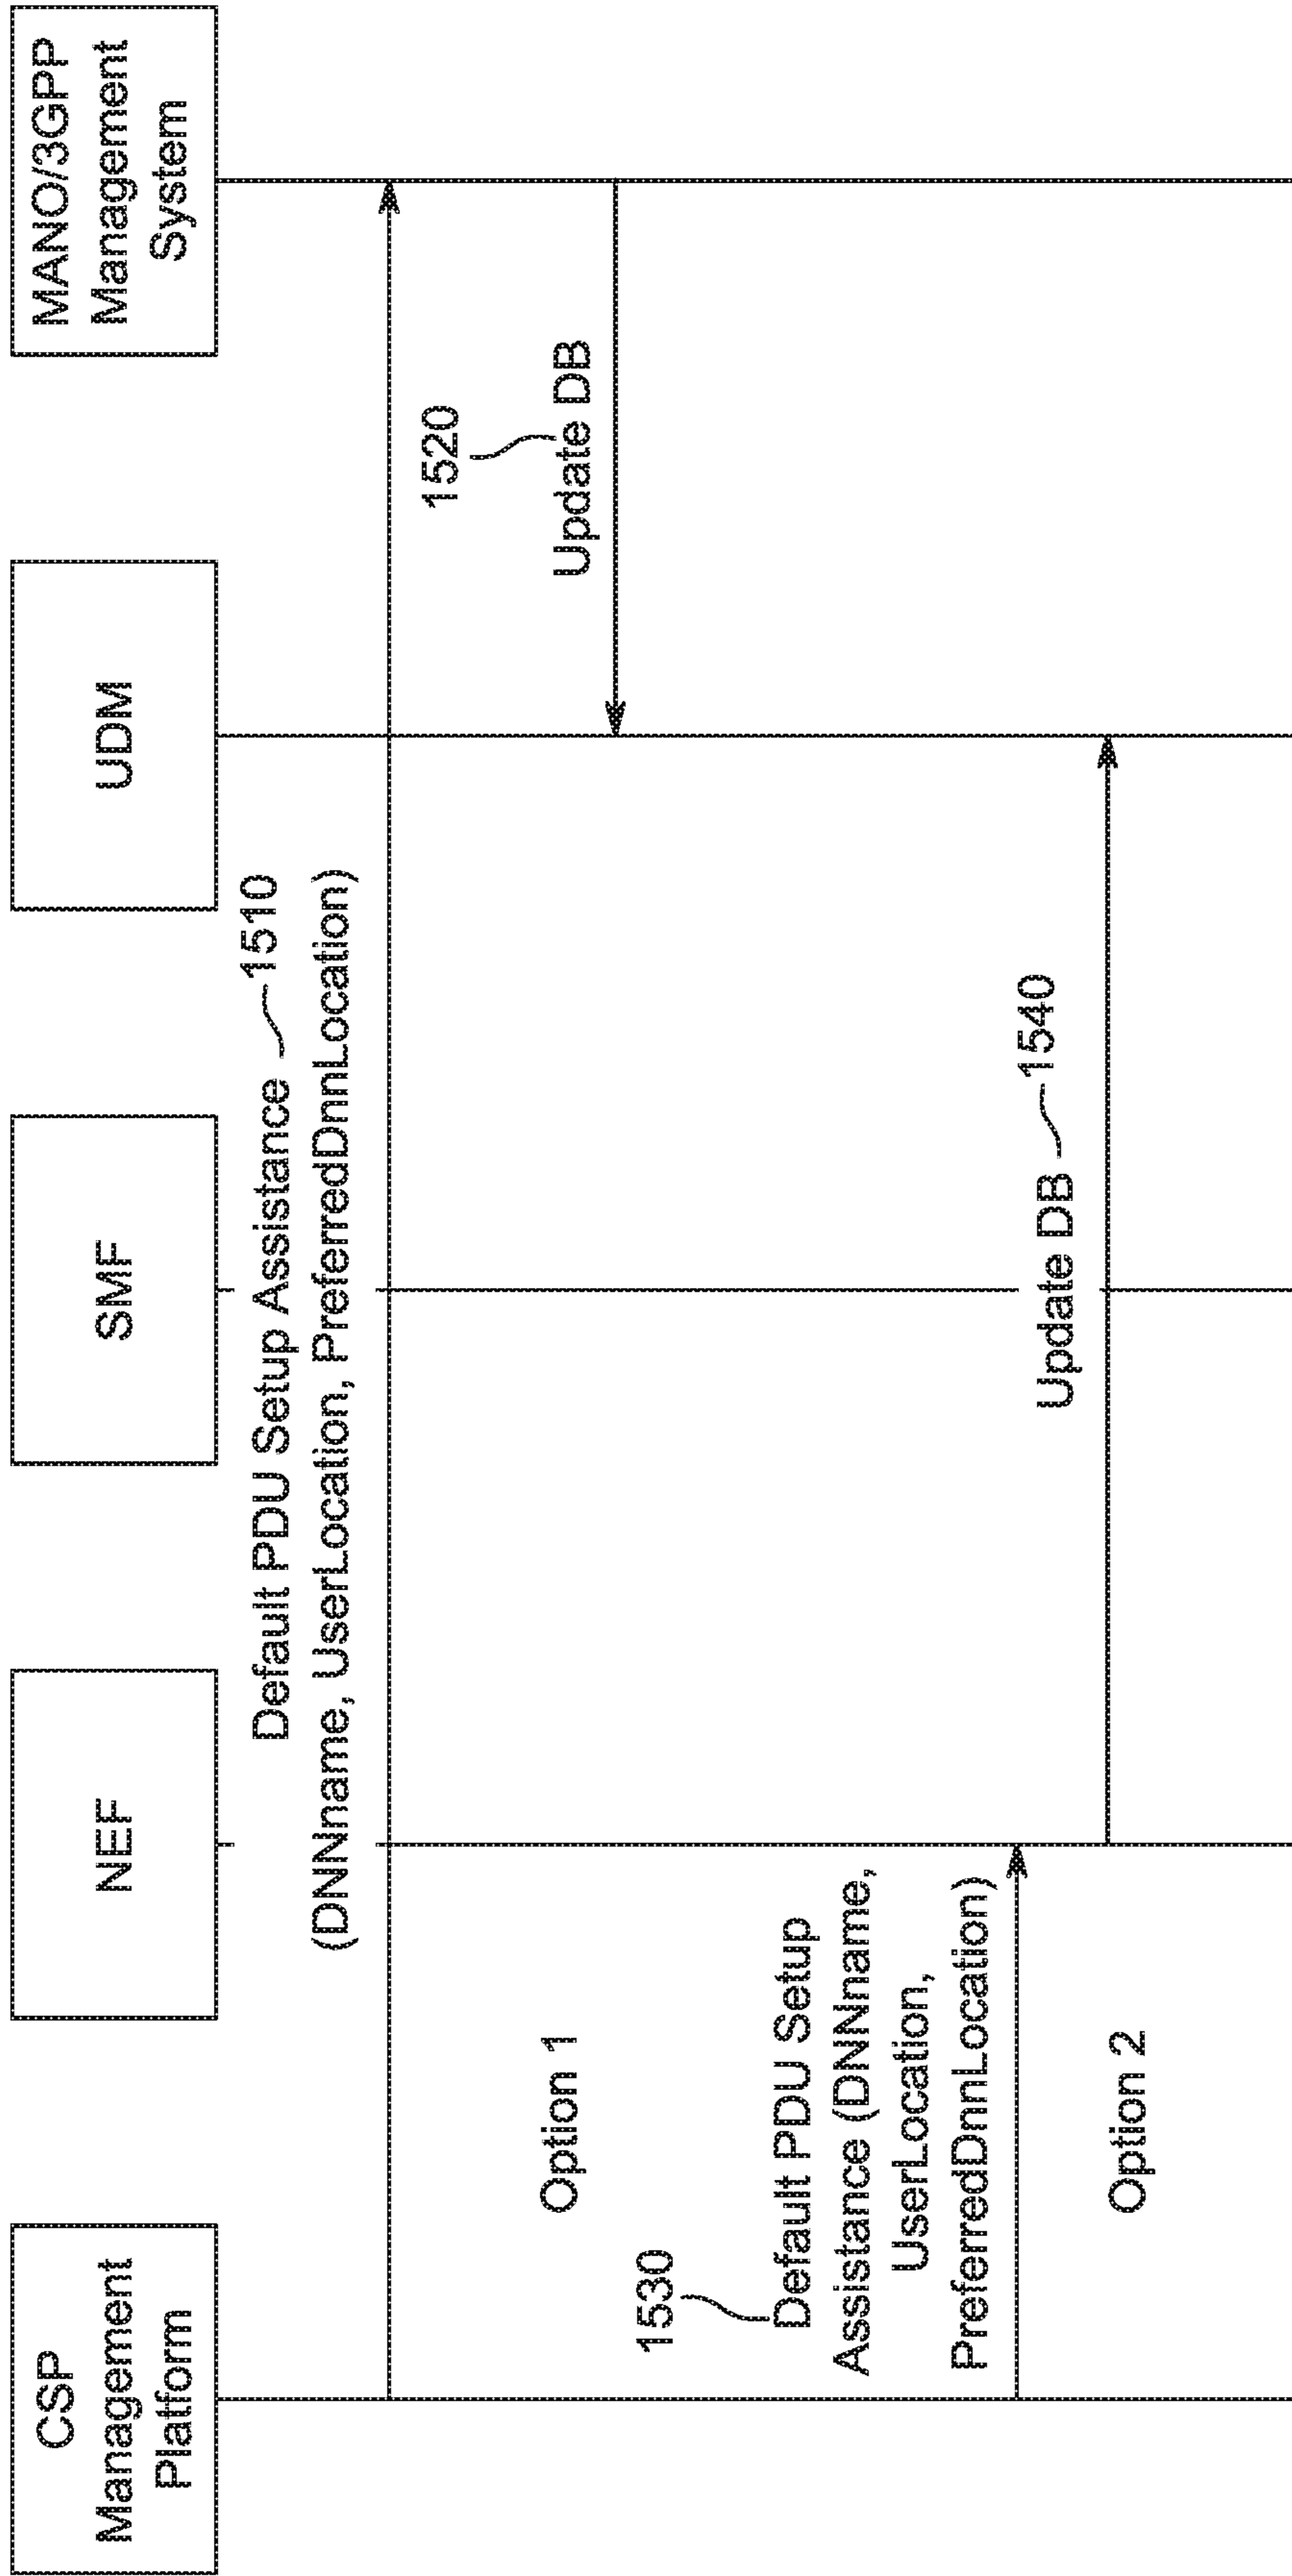 CSP
Management
Platform
NEF
SMF
UDM
MANO/3GPP
Management
System
Default PDU Setup Assistance 1510
(DNNname, UserLocation, PreferredDnnLocation)
1520
Update DB
Option 1
1530
Default PDU Setup
Assistance (DNNname,
UserLocation,
PreferredDnnLocation)
Update DB 1540
Option 2